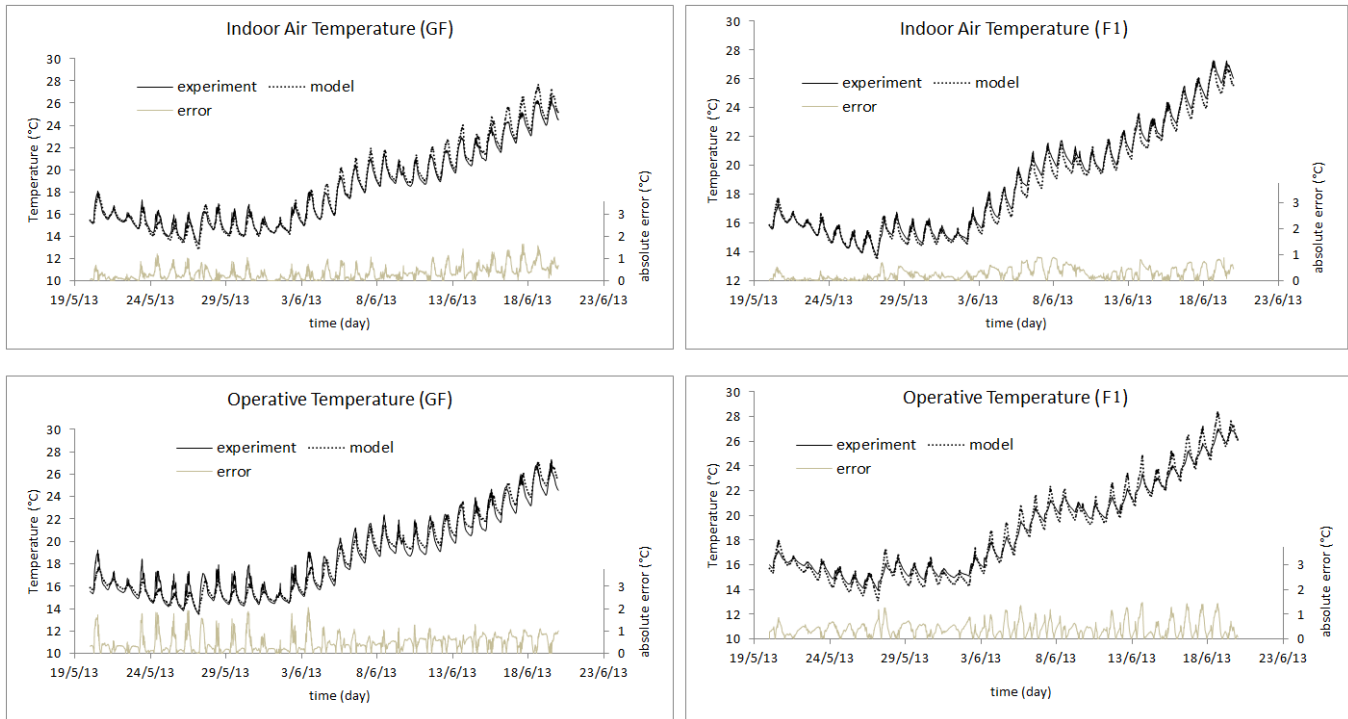 Indoor Air Temperature (GF)
30
28
26
24
22
20
18
16
14
12
10
Temperature (°C)
experiment model
error
3
2
1
0
absolute error (°C)
19/5/13 24/5/13 29/5/13 3/6/13 8/6/13 13/6/13 18/6/13 23/6/13
time (day)
Indoor Air Temperature (F1)
30
28
26
24
22
20
18
16
14
12
Temperature (°C)
experiment model
error
3
2
1
0
absolute error (°C)
19/5/13 24/5/13 29/5/13 3/6/13 8/6/13 13/6/13 18/6/13 23/6/13
time (day)
Operative Temperature (GF)
30
28
26
24
22
20
18
16
14
12
10
Temperature (°C)
experiment model
error
3
2
1
0
absolute error (°C)
19/5/13 24/5/13 29/5/13 3/6/13 8/6/13 13/6/13 18/6/13 23/6/13
time (day)
Operative Temperature (F1)
30
28
26
24
22
20
18
16
14
12
10
Temperature (°C)
experiment model
error
3
2
1
0
absolute error (°C)
19/5/13 24/5/13 29/5/13 3/6/13 8/6/13 13/6/13 18/6/13 23/6/13
time (day)